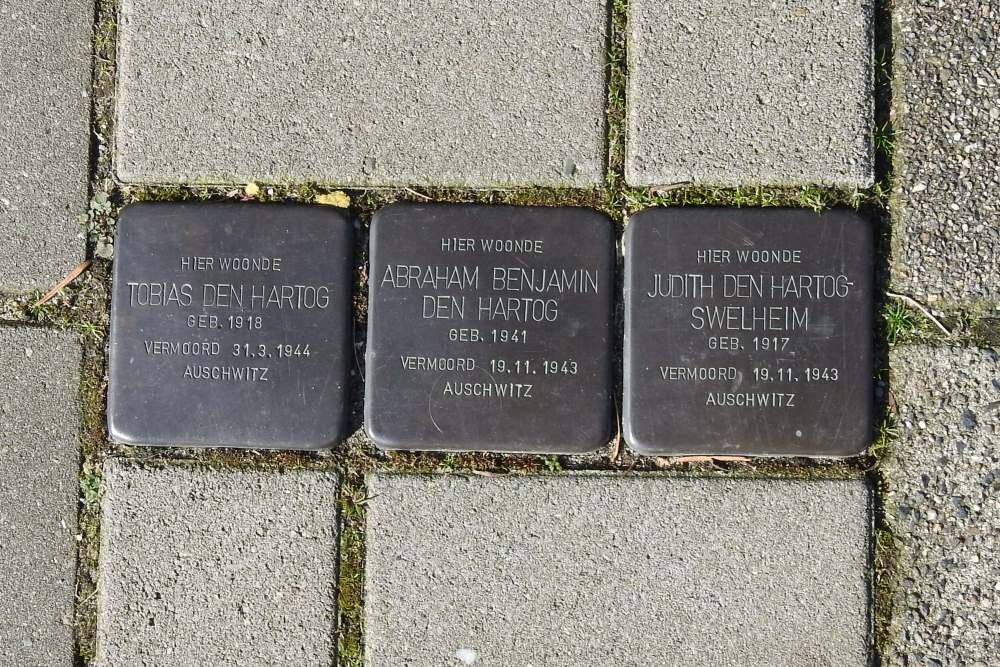 HIER WOONDE
TOBIAS DEN HARTOG
GEB. 1918
VERMOORD 31.3.1944
AUSCHWITZ
HIER WOONDE
ABRAHAM BENJAMIN
DEN HARTOG
GEB. 1941
VERMOORD 19.11.1943
AUSCHWITZ
HIER WOONDE
JUDITH DEN HARTOG-
SWELHEIM
GEB. 1917
VERMOORD 19.11.1943
AUSCHWITZ